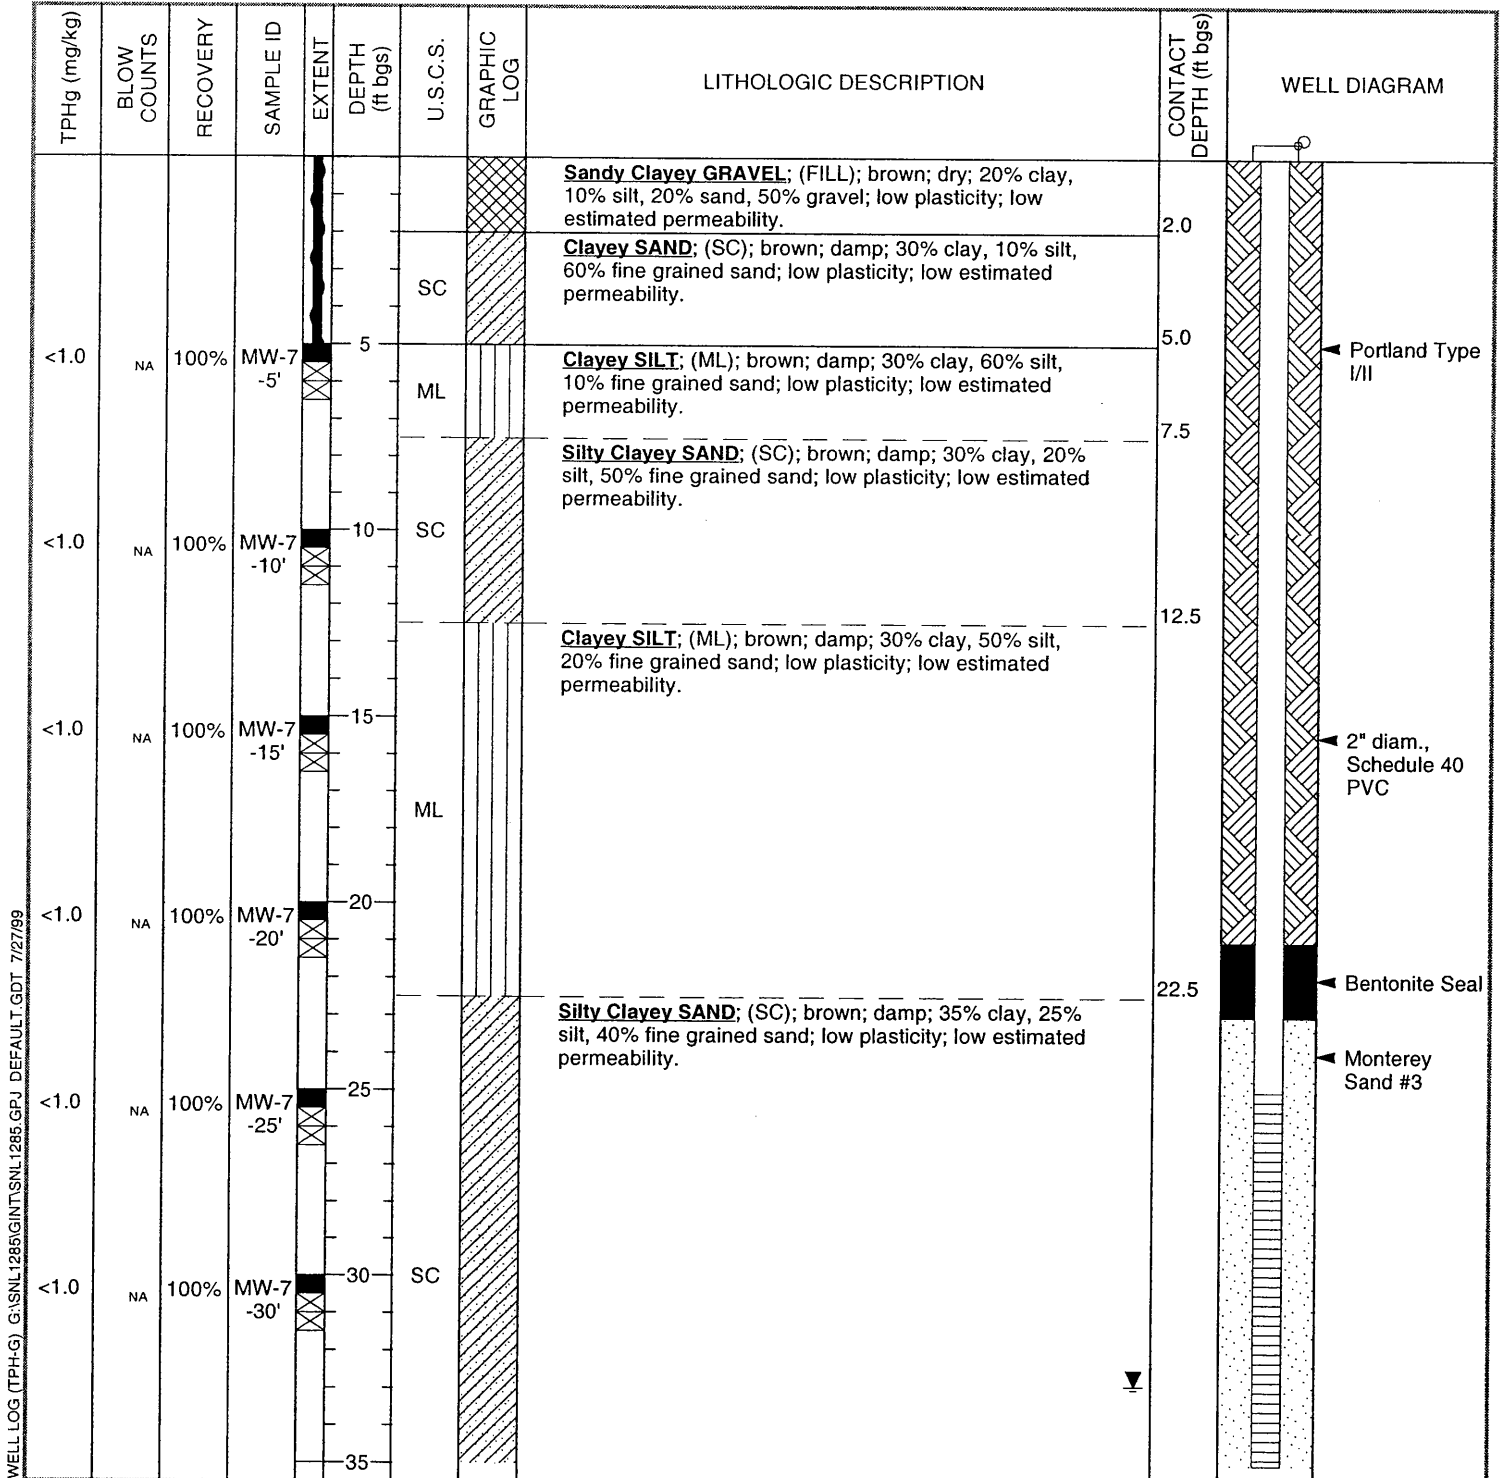 TPHg (mg/kg)
BLOW
COUNTS
RECOVERY
SAMPLE ID
EXTENT
DEPTH
(ft bgs)
U.S.C.S.
GRAPHIC
LOG
LITHOLOGIC DESCRIPTION
CONTACT
DEPTH (ft bgs)
WELL DIAGRAM
Sandy Clayey GRAVEL; (FILL); brown; dry; 20% clay,
10% silt, 20% sand, 50% gravel; low plasticity; low
estimated permeability.
2.0
Clayey SAND; (SC); brown; damp; 30% clay, 10% silt,
60% fine grained sand; low plasticity; low estimated
permeability.
SC
5.0
<1.0
NA
100%
MW-7
-5'
5
ML
Clayey SILT; (ML); brown; damp; 30% clay, 60% silt,
10% fine grained sand; low plasticity; low estimated
permeability.
Portland Type
I/II
7.5
Silty Clayey SAND; (SC); brown; damp; 30% clay, 20%
silt, 50% fine grained sand; low plasticity; low estimated
permeability.
<1.0
NA
100%
MW-7
-10'
10
SC
12.5
Clayey SILT; (ML); brown; damp; 30% clay, 50% silt,
20% fine grained sand; low plasticity; low estimated
permeability.
<1.0
NA
100%
MW-7
-15'
15
2" diam.,
Schedule 40
PVC
ML
<1.0
NA
100%
MW-7
-20'
20
22.5
Bentonite Seal
Silty Clayey SAND; (SC); brown; damp; 35% clay, 25%
silt, 40% fine grained sand; low plasticity; low estimated
permeability.
Monterey
Sand #3
<1.0
NA
100%
MW-7
-25'
25
<1.0
NA
100%
MW-7
-30'
30
SC
35
WELL LOG (TPH-G) G:\SNL1285\GINT\SNL1285.GPJ DEFAULT.GDT 7/27/99